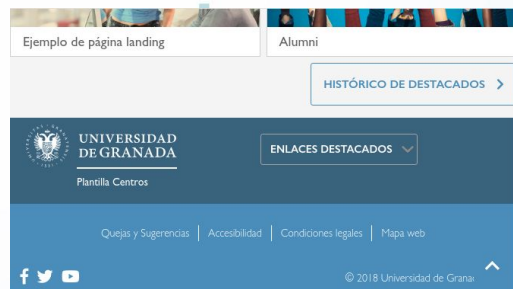 Ejemplo de página landing
Alumni
HISTÓRICO DE DESTACADOS
UNIVERSIDAD
DE GRANADA
Plantilla Centros
ENLACES DESTACADOS
Quejas y Sugerencias | Accesibilidad | Condiciones legales | Mapa web
© 2018 Universidad de Grana